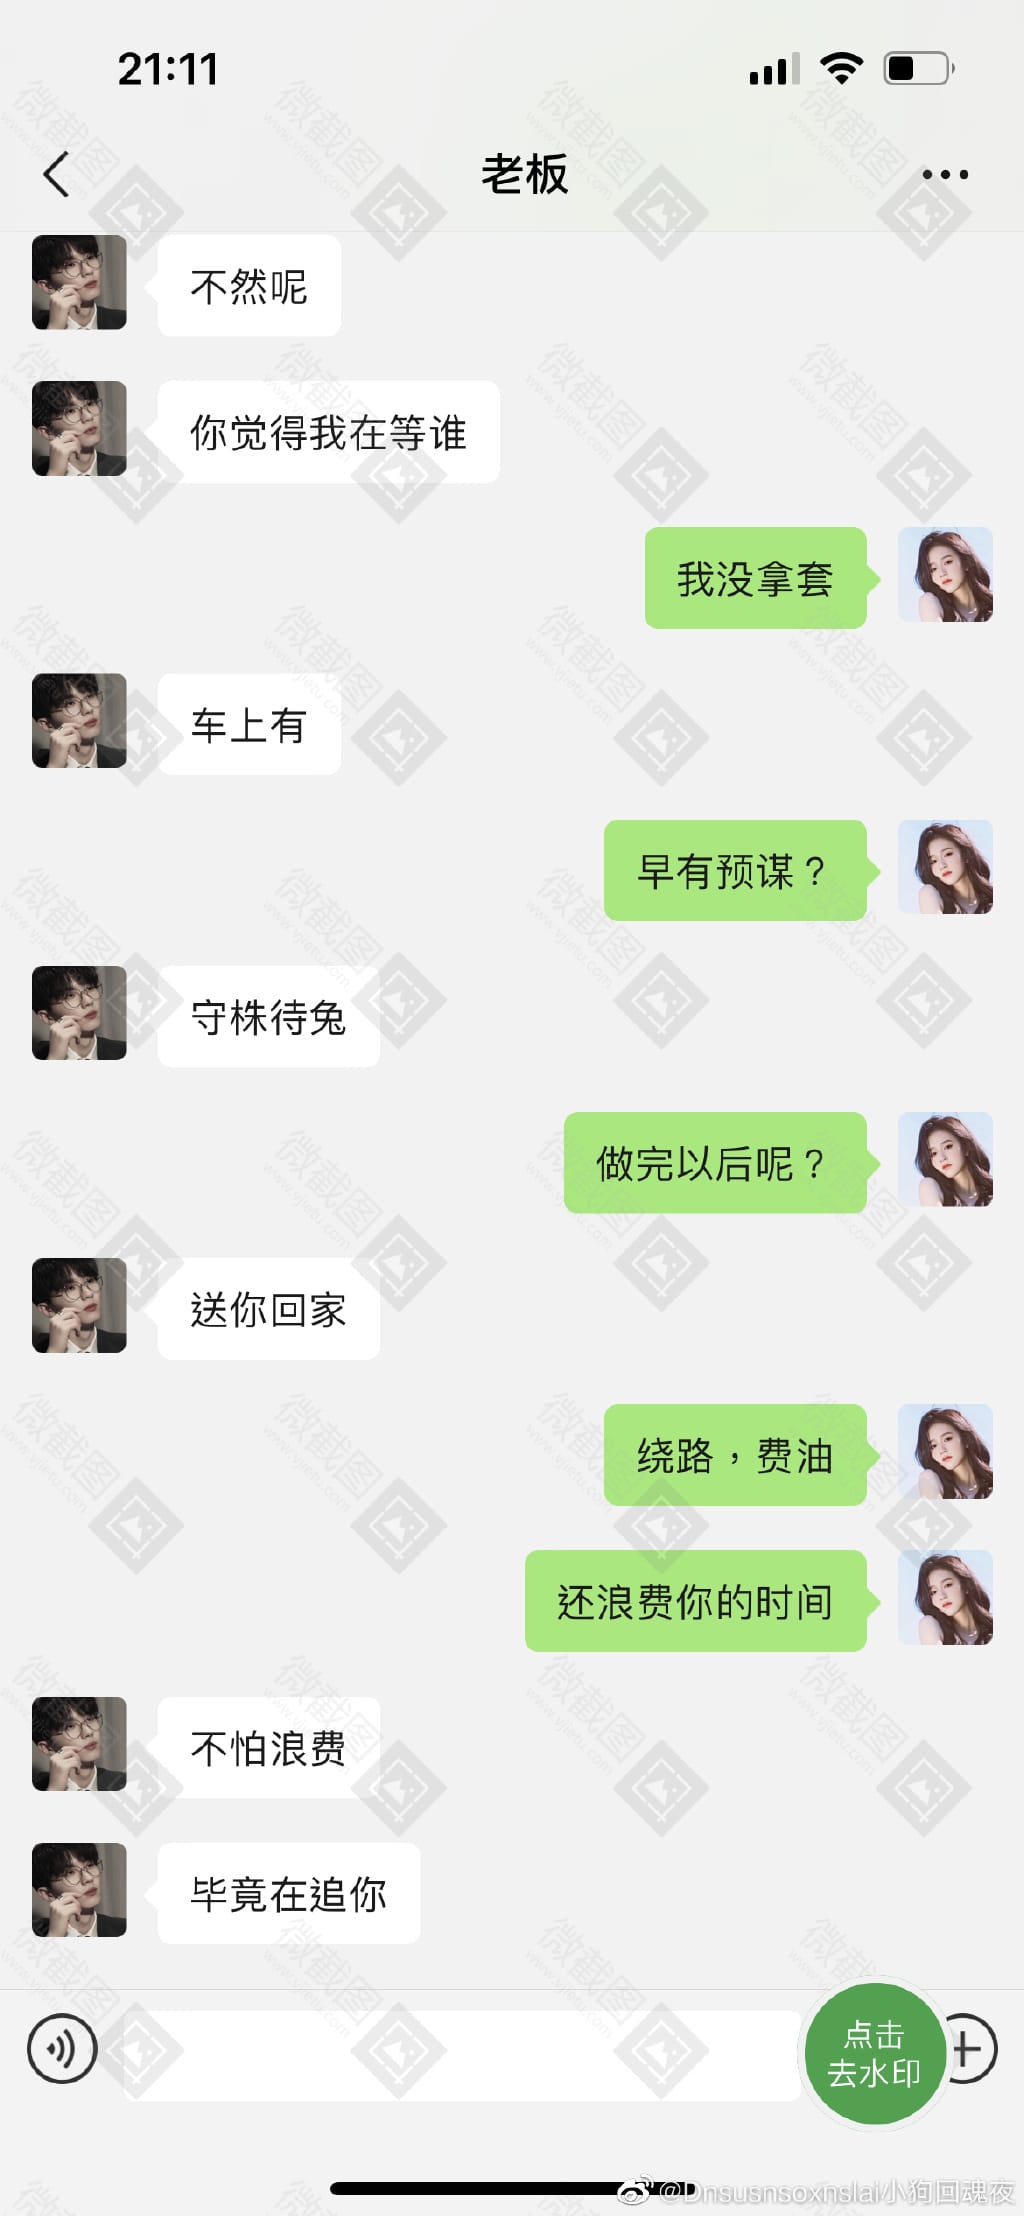 21:11
老板
不然呢
你觉得我在等谁
我没拿套
车上有
早有预谋？
守株待兔
做完以后呢？
送你回家
绕路，费油
还浪费你的时间
不怕浪费
毕竟在追你
点击
去水印
@Dnsusnsoxnslai小狗回魂夜
微截图